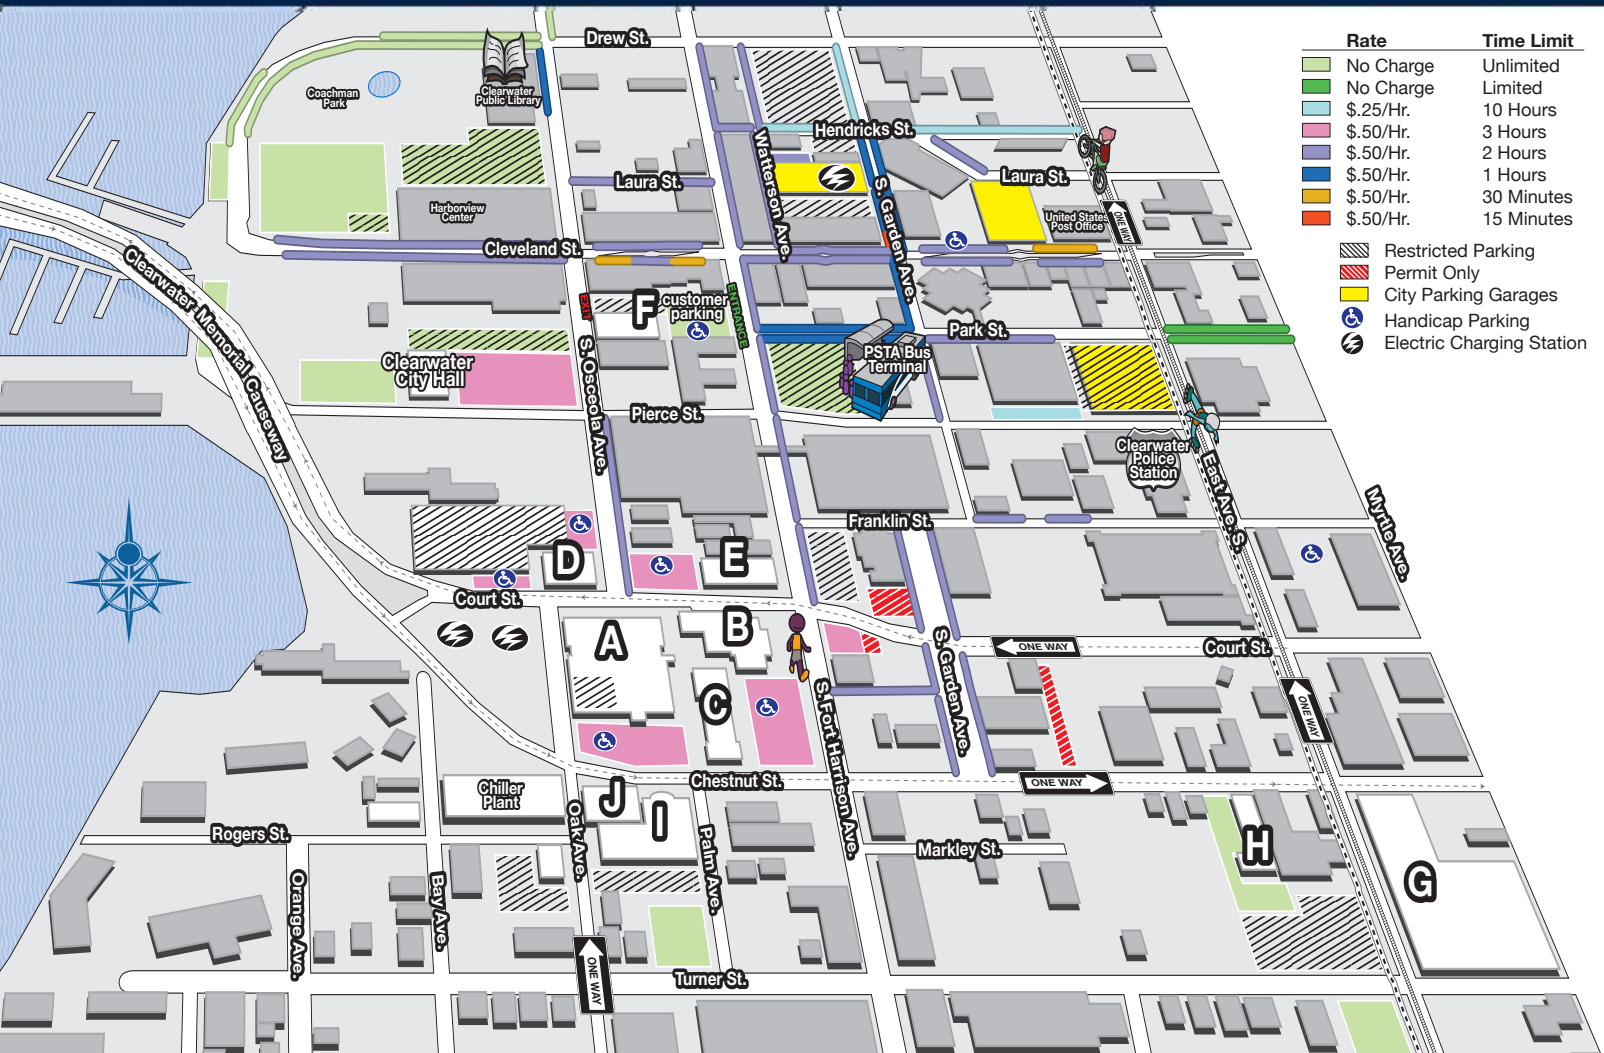 Rate Time Limit
No Charge Unlimited
No Charge Limited
$.25/Hr. 10 Hours
$.50/Hr. 3 Hours
$.50/Hr. 2 Hours
$.50/Hr. 1 Hours
$.50/Hr. 30 Minutes
$.50/Hr. 15 Minutes
Restricted Parking
Permit Only
City Parking Garages
Handicap Parking
Electric Charging Station
Drew St.
Coachman
Park
Clearwater
Public Library
Hendricks St.
Watterson Ave.
Laura St.
Laura St.
S. Garden Ave.
Harborview
Center
United States
Post Office
ONE WAY
Cleveland St.
Clearwater Memorial Causeway
EXIT
F
customer
parking
ENTRANCE
Park St.
PSTA Bus
Terminal
Clearwater
City Hall
S. Osceola Ave.
Pierce St.
Clearwater
Police
Station
East Ave. S.
Myrtle Ave.
Franklin St.
D
E
Court St.
A
B
C
S. Garden Ave.
ONE WAY
Court St.
ONE WAY
S. Fort Harrison Ave.
Chestnut St.
ONE WAY
Chiller
Plant
J
I
Oak Ave.
Palm Ave.
Rogers St.
Markley St.
H
G
Orange Ave.
Bay Ave.
ONE WAY
Turner St.